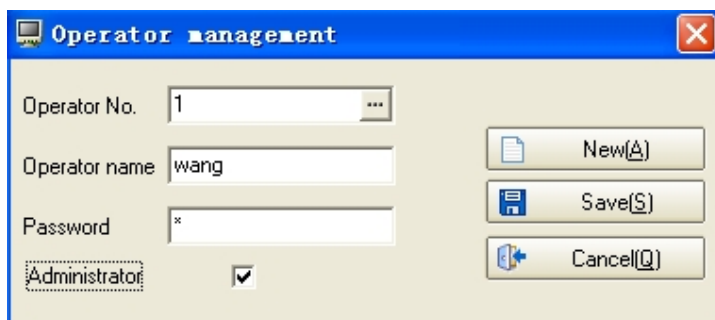 Operator management
Operator No. 1 ...
Operator name wang
Password *
Administrator
New(A)
Save(S)
Cancel(Q)